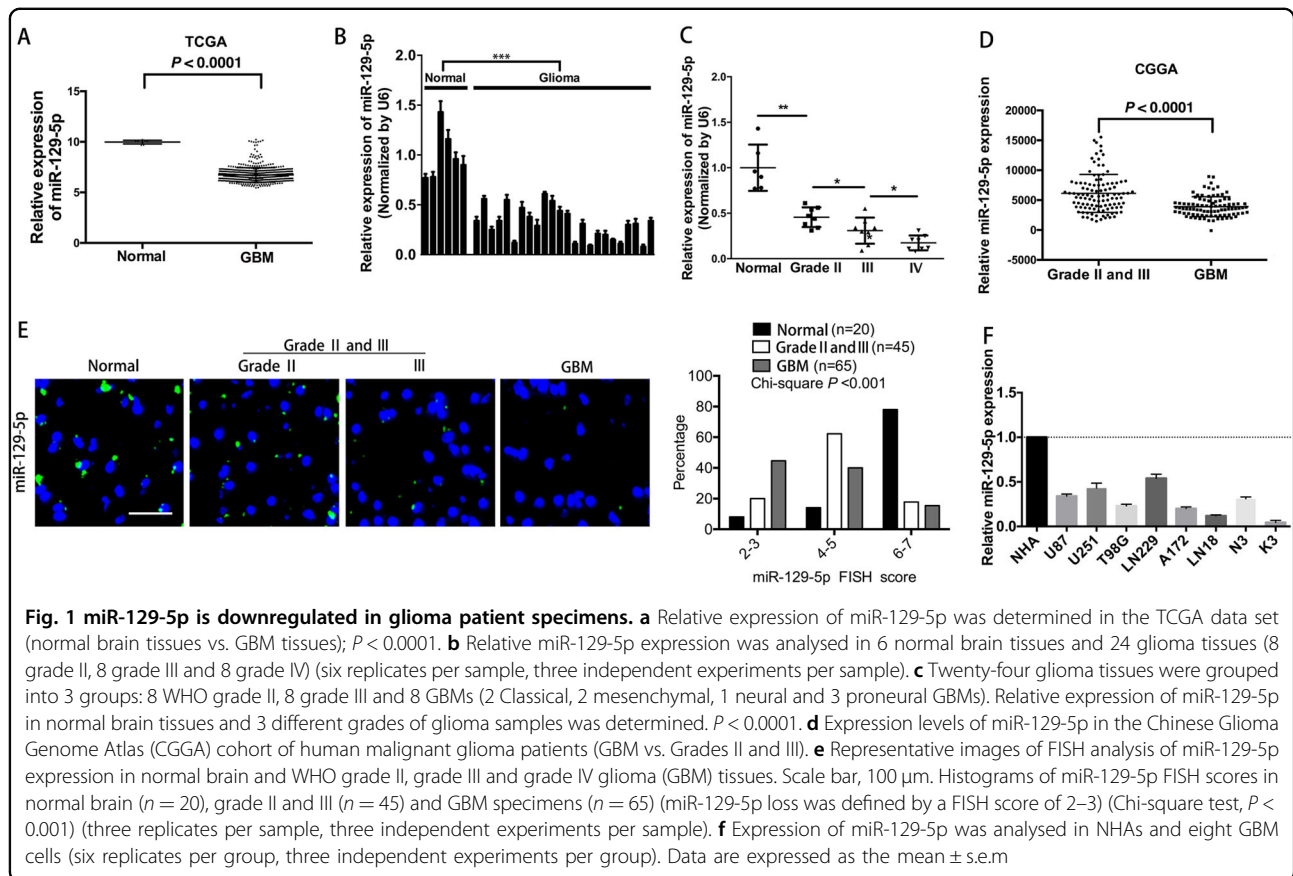 A
TCGA
P < 0.0001
Relative expression
of miR-129-5p
15
10
5
Normal
GBM
B
Relative expression of miR-129-5p
(Normalized by U6)
2.0
1.5
1.0
0.5
0.0
***
Normal
Glioma
C
Relative expression of miR-129-5p
(Normalized by U6)
2.0
1.5
1.0
0.5
0.0
**
*
*
Normal
Grade II
III
IV
D
CGGA
P < 0.0001
Relative miR-129-5p expression
20000
15000
10000
5000
0
-5000
Grade II and III
GBM
E
Grade II and III
Normal
Grade II
III
GBM
miR-129-5p
Normal (n=20)
Grade II and III (n=45)
GBM (n=65)
Chi-square P <0.001
Percentage
100
80
60
40
20
0
2-3
4-5
6-7
miR-129-5p FISH score
F
Relative miR-129-5p expression
1.5
1.0
0.5
0.0
NHA
U87
U251
T98G
LN229
A172
LN18
N3
K3
Fig. 1 miR-129-5p is downregulated in glioma patient specimens. a Relative expression of miR-129-5p was determined in the TCGA data set
(normal brain tissues vs. GBM tissues); P < 0.0001. b Relative miR-129-5p expression was analysed in 6 normal brain tissues and 24 glioma tissues (8
grade II, 8 grade III and 8 grade IV) (six replicates per sample, three independent experiments per sample). c Twenty-four glioma tissues were grouped
into 3 groups: 8 WHO grade II, 8 grade III and 8 GBMs (2 Classical, 2 mesenchymal, 1 neural and 3 proneural GBMs). Relative expression of miR-129-5p
in normal brain tissues and 3 different grades of glioma samples was determined. P < 0.0001. d Expression levels of miR-129-5p in the Chinese Glioma
Genome Atlas (CGGA) cohort of human malignant glioma patients (GBM vs. Grades II and III). e Representative images of FISH analysis of miR-129-5p
expression in normal brain and WHO grade II, grade III and grade IV glioma (GBM) tissues. Scale bar, 100 μm. Histograms of miR-129-5p FISH scores in
normal brain (n = 20), grade II and III (n = 45) and GBM specimens (n = 65) (miR-129-5p loss was defined by a FISH score of 2–3) (Chi-square test, P <
0.001) (three replicates per sample, three independent experiments per sample). f Expression of miR-129-5p was analysed in NHAs and eight GBM
cells (six replicates per group, three independent experiments per group). Data are expressed as the mean ± s.e.m